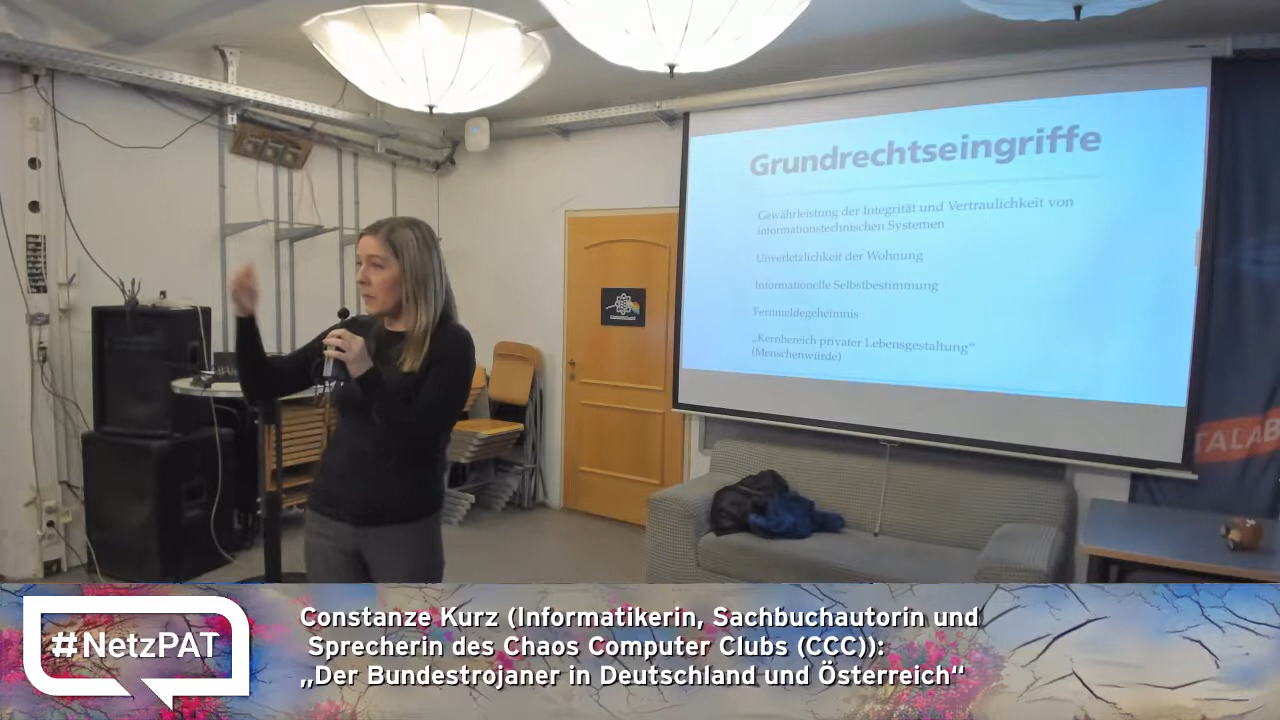 Grundrechtseingriffe
Gewährleistung der Integrität und Vertraulichkeit von
informationstechnischen Systemen
Unverletzlichkeit der Wohnung
Informationelle Selbstbestimmung
Fernmeldegeheimnis
„Kernbereich privater Lebensgestaltung“
(Menschenwürde)
TALAB
#NetzPAT
Constanze Kurz (Informatikerin, Sachbuchautorin und
Sprecherin des Chaos Computer Clubs (CCC)):
„Der Bundestrojaner in Deutschland und Österreich“